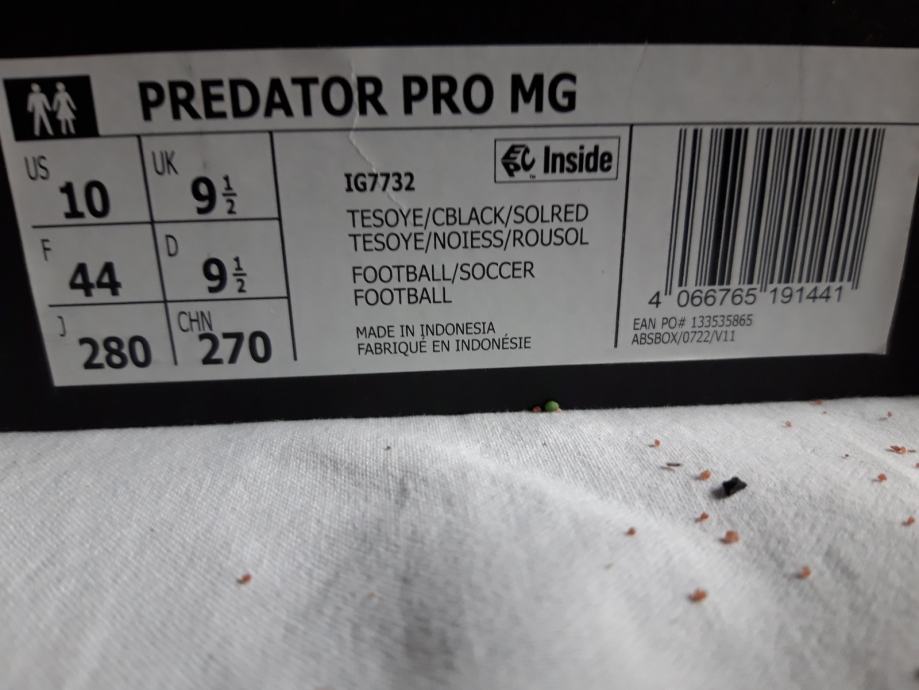 PREDATOR PRO MG
US 10 UK 9 1/2
F 44 D 9 1/2
J 280 CHN 270
EPC Inside ™
IG7732
TESOYE/CBLACK/SOLRED
TESOYE/NOIESS/ROUSOL
FOOTBALL/SOCCER
FOOTBALL
MADE IN INDONESIA
FABRIQUÉ EN INDONÉSIE
4 066765 191441
EAN PO# 133535865
ABSBOX/0722/V11